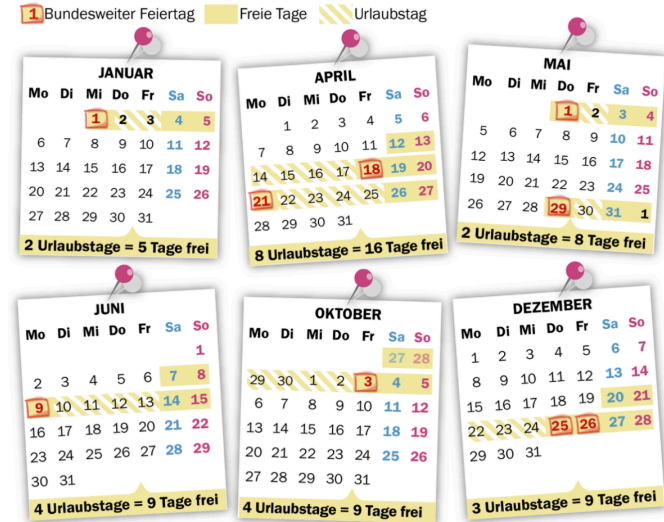 1 Bundesweiter Feiertag Freie Tage Urlaubstag
JANUAR
Mo Di Mi Do Fr Sa So
1 2 3 4 5
6 7 8 9 10 11 12
13 14 15 16 17 18 19
20 21 22 23 24 25 26
27 28 29 30 31
2 Urlaubstage = 5 Tage frei
APRIL
Mo Di Mi Do Fr Sa So
1 2 3 4 5 6
7 8 9 10 11 12 13
14 15 16 17 18 19 20
21 22 23 24 25 26 27
28 29 30 31
8 Urlaubstage = 16 Tage frei
MAI
Mo Di Mi Do Fr Sa So
1 2 3 4
5 6 7 8 9 10 11
12 13 14 15 16 17 18
19 20 21 22 23 24 25
26 27 28 29 30 31 1
2 Urlaubstage = 8 Tage frei
JUNI
Mo Di Mi Do Fr Sa So
1
2 3 4 5 6 7 8
9 10 11 12 13 14 15
16 17 18 19 20 21 22
23 24 25 26 27 28 29
30 31
4 Urlaubstage = 9 Tage frei
OKTOBER
Mo Di Mi Do Fr Sa So
27 28
29 30 1 2 3 4 5
6 7 8 9 10 11 12
13 14 15 16 17 18 19
20 21 22 23 24 25 26
27 28 29 30 31
4 Urlaubstage = 9 Tage frei
DEZEMBER
Mo Di Mi Do Fr Sa So
1 2 3 4 5 6 7
8 9 10 11 12 13 14
15 16 17 18 19 20 21
22 23 24 25 26 27 28
29 30 31
3 Urlaubstage = 9 Tage frei